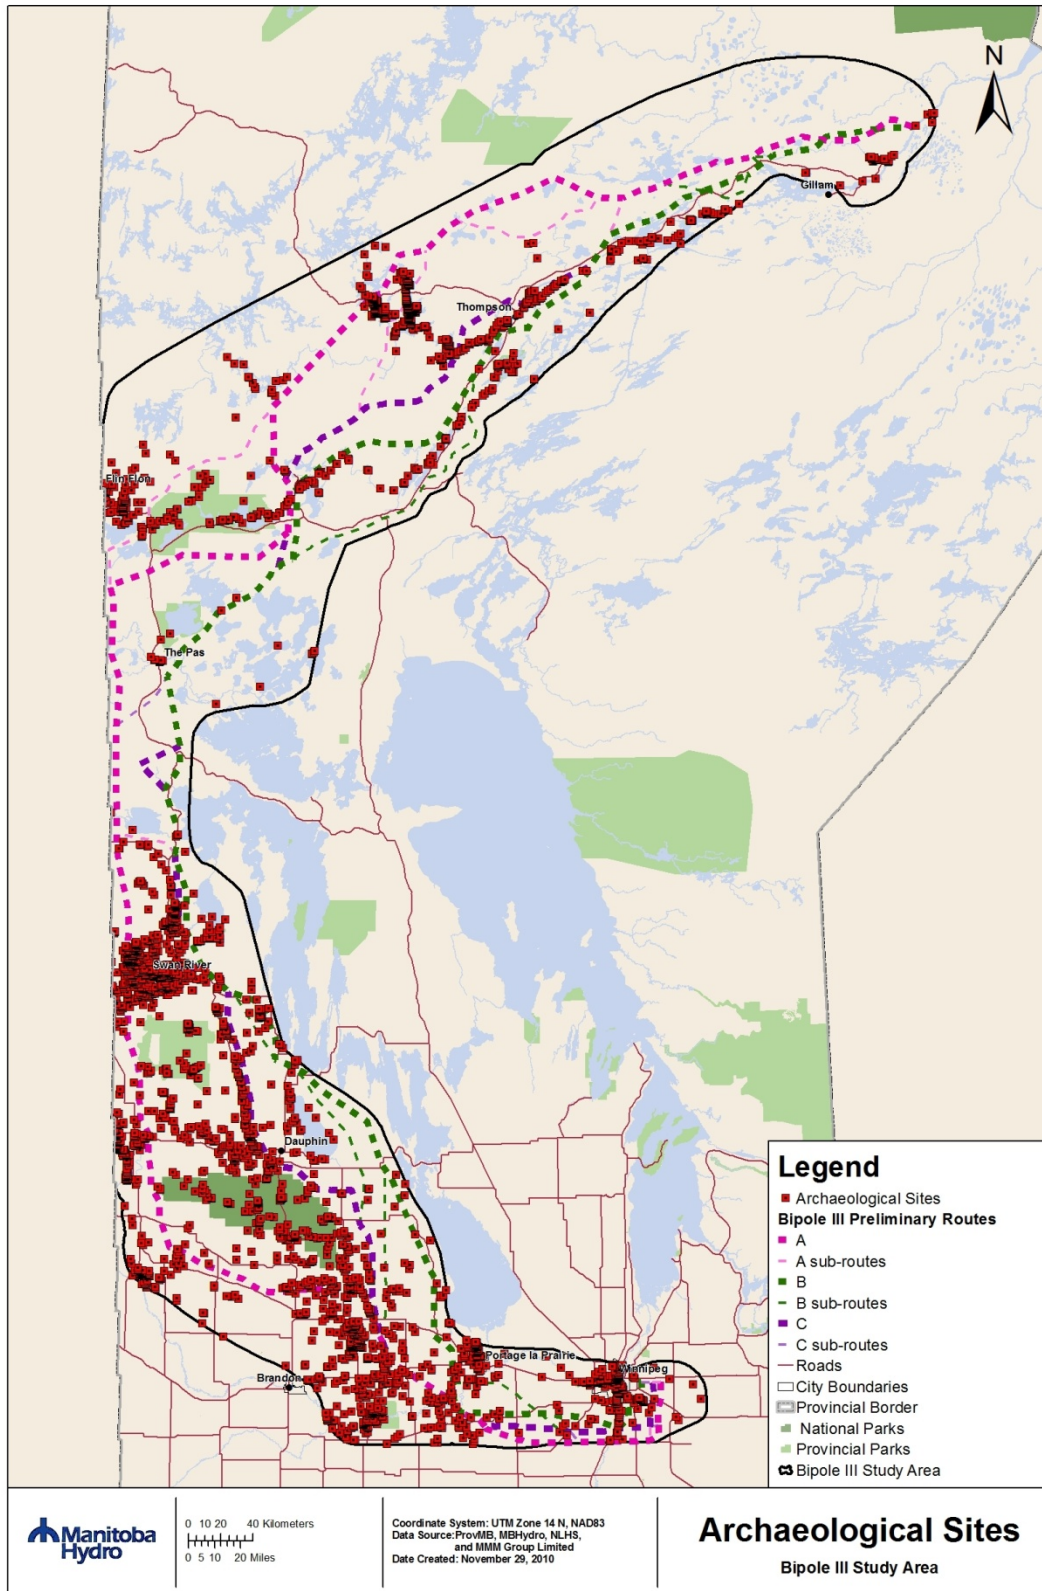 N
Gillam
Thompson
Flin Flon
The Pas
Swan River
Dauphin
Portage la Prairie
Winnipeg
Brandon
Legend
Archaeological Sites
Bipole III Preliminary Routes
A
A sub-routes
B
B sub-routes
C
C sub-routes
Roads
City Boundaries
Provincial Border
National Parks
Provincial Parks
Bipole III Study Area
Manitoba
Hydro
0 10 20 40 Kilometers
0 5 10 20 Miles
Coordinate System: UTM Zone 14 N, NAD83
Data Source:ProvMB, MBHydro, NLHS,
and MMM Group Limited
Date Created: November 29, 2010
Archaeological Sites
Bipole III Study Area